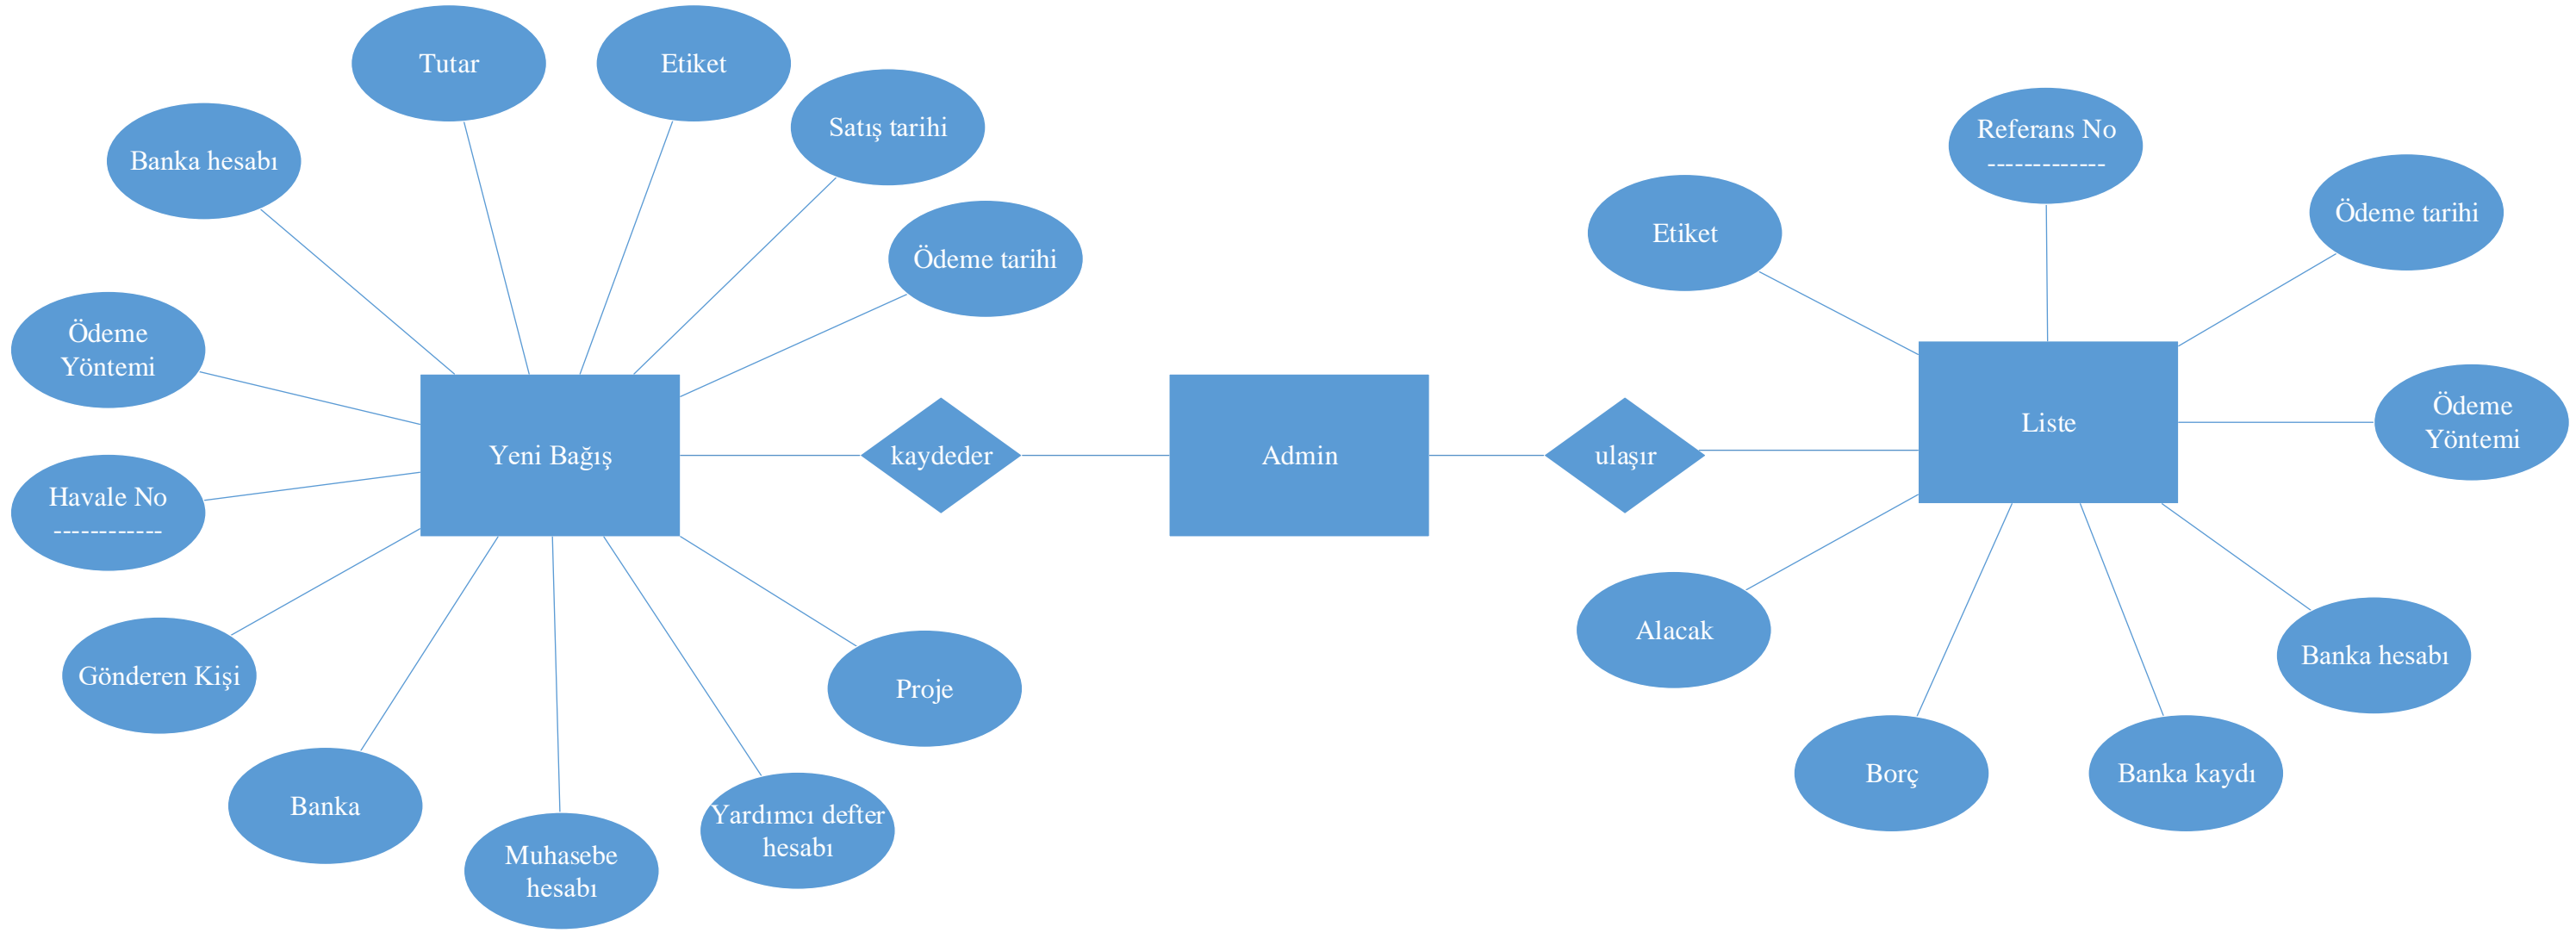 Tutar
Etiket
Satış tarihi
Banka hesabı
Ödeme tarihi
Ödeme
Yöntemi
Yeni Bağış
kaydeder
Admin
ulaşır
Havale No
------------
Gönderen Kişi
Banka
Muhasebe
hesabı
Yardımcı defter
hesabı
Proje
Referans No
-------------
Etiket
Ödeme tarihi
Liste
Ödeme
Yöntemi
Alacak
Borç
Banka kaydı
Banka hesabı